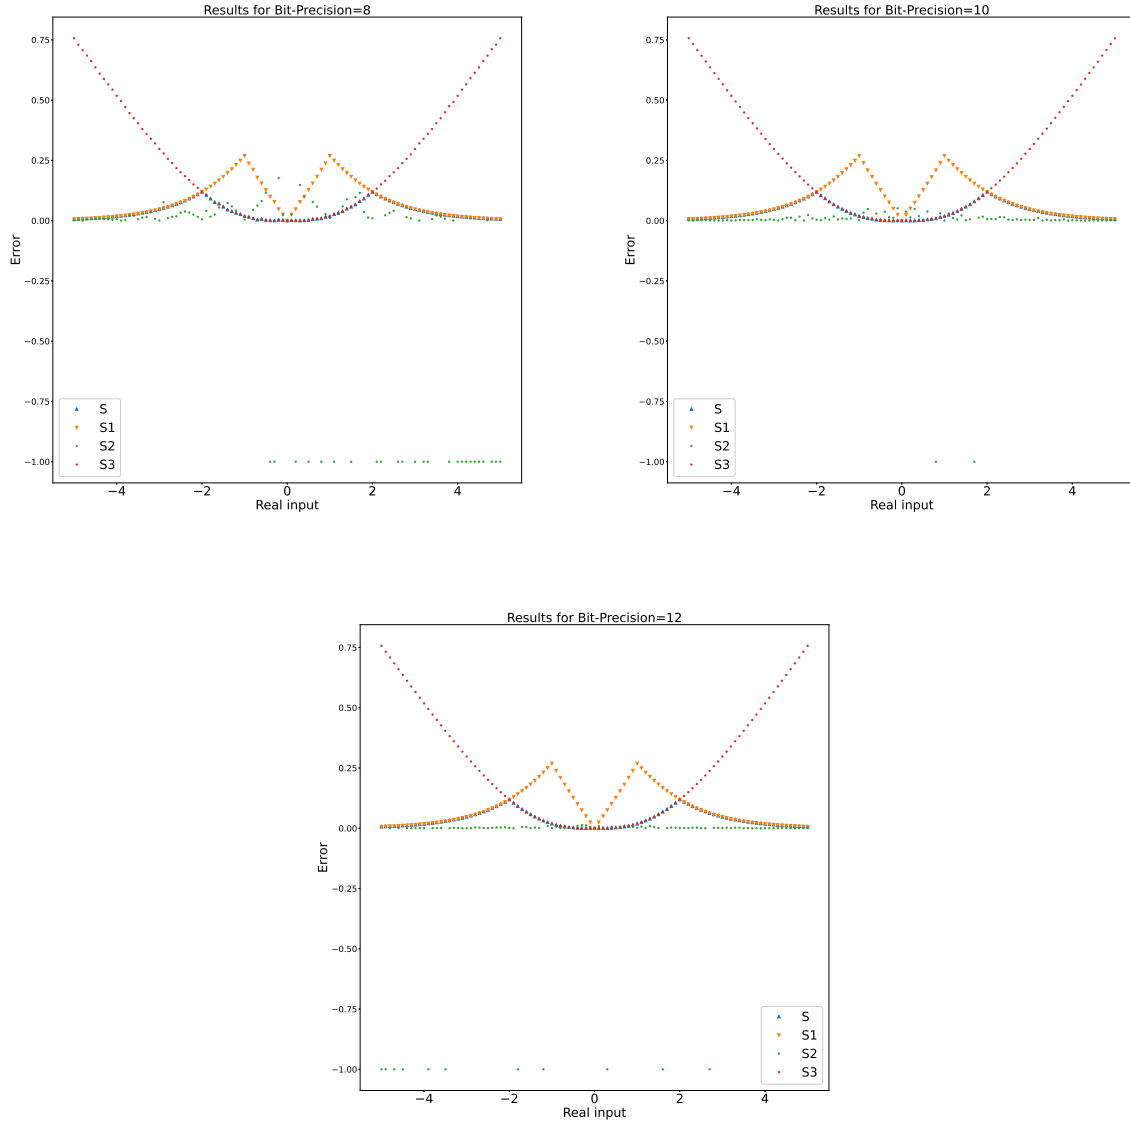 Results for Bit-Precision=8
0.75
0.50
0.25
0.00
−0.25
−0.50
−0.75
−1.00
Error
−4 −2 0 2 4
Real input
S
S1
S2
S3
Results for Bit-Precision=10
0.75
0.50
0.25
0.00
−0.25
−0.50
−0.75
−1.00
Error
−4 −2 0 2 4
Real input
S
S1
S2
S3
Results for Bit-Precision=12
0.75
0.50
0.25
0.00
−0.25
−0.50
−0.75
−1.00
Error
−4 −2 0 2 4
Real input
S
S1
S2
S3